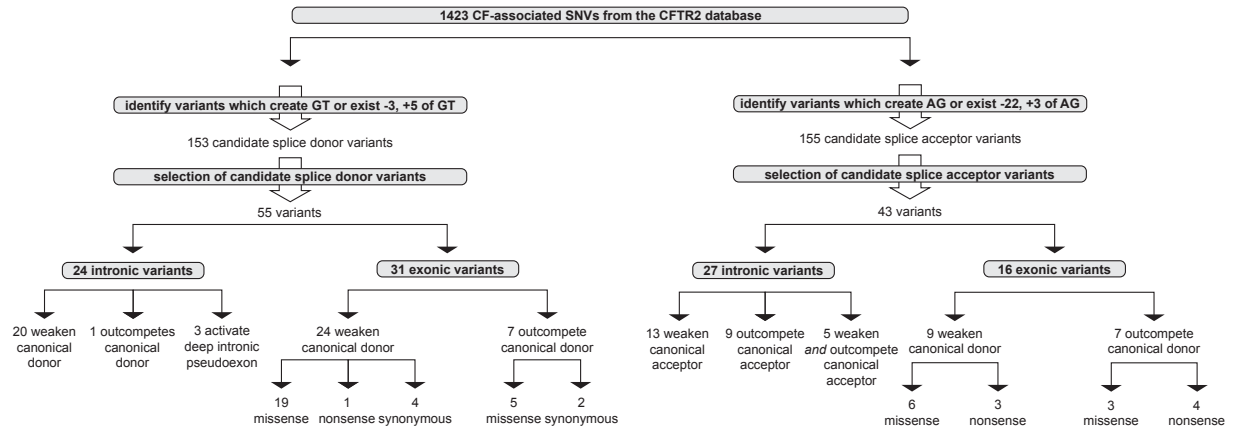 1423 CF-associated SNVs from the CFTR2 database
identify variants which create GT or exist -3, +5 of GT
153 candidate splice donor variants
selection of candidate splice donor variants
55 variants
24 intronic variants
31 exonic variants
20 weaken
canonical
donor
1 outcompetes
canonical
donor
3 activate
deep intronic
pseudoexon
24 weaken
canonical donor
7 outcompete
canonical donor
19
missense
1
nonsense
4
synonymous
5
missense
2
synonymous
identify variants which create AG or exist -22, +3 of AG
155 candidate splice acceptor variants
selection of candidate splice acceptor variants
43 variants
27 intronic variants
16 exonic variants
13 weaken
canonical
acceptor
9 outcompete
canonical
acceptor
5 weaken
and outcompete
canonical
acceptor
9 weaken
canonical donor
7 outcompete
canonical donor
6
missense
3
nonsense
3
missense
4
nonsense